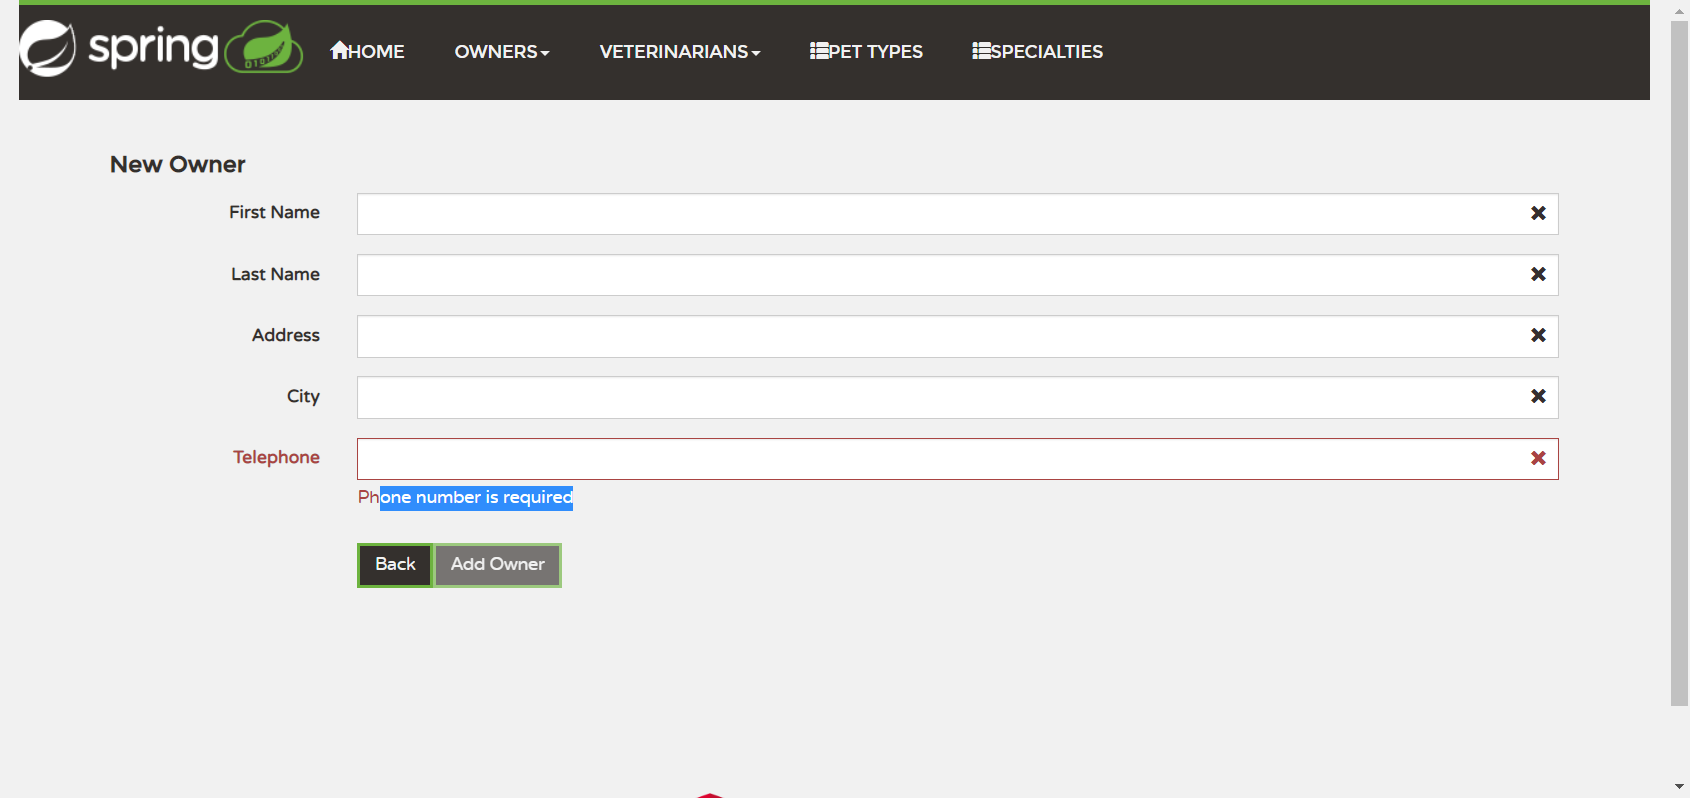 spring
HOME OWNERS VETERINARIANS PET TYPES SPECIALTIES
New Owner
First Name
Last Name
Address
City
Telephone
Phone number is required
Back Add Owner